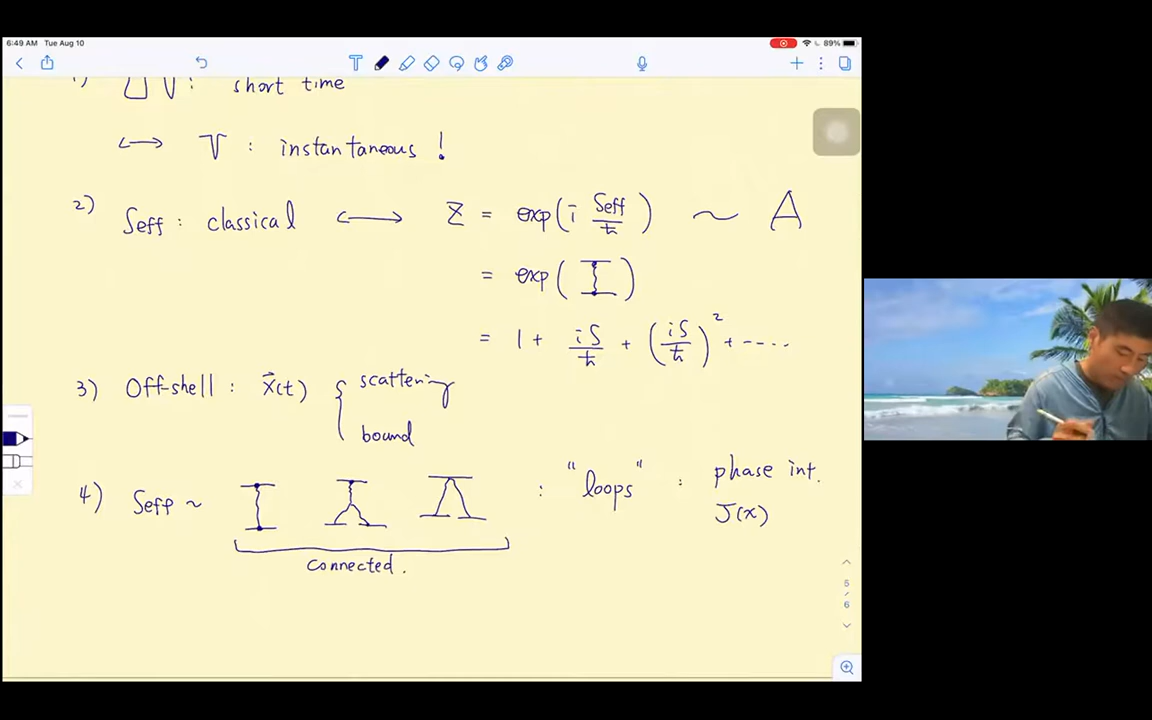 6:49 AM Tue Aug 10
89%
1) V : short time
↔ V : instantaneous !
2) Seff : classical ↔ Z = exp(i Seff/ħ) ~ A
= exp( )
= 1 + iS/ħ + (iS/ħ)² + ----
3) Off-shell : x⃗(t) { scattering
bound
4) Seff ~ : "loops" : phase int.
J(x)
connected.
5/6